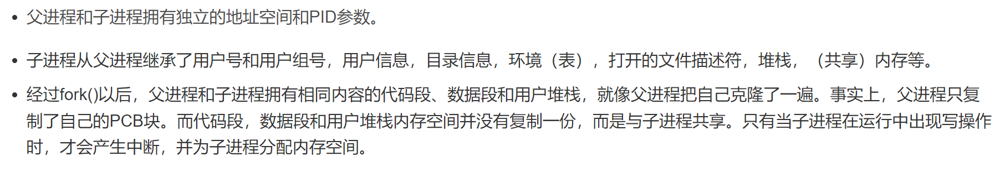 父进程和子进程拥有独立的地址空间和PID参数。
子进程从父进程继承了用户号和用户组号，用户信息，目录信息，环境（表），打开的文件描述符，堆栈，（共享）内存等。
经过fork()以后，父进程和子进程拥有相同内容的代码段、数据段和用户堆栈，就像父进程把自己克隆了一遍。事实上，父进程只复
制了自己的PCB块。而代码段，数据段和用户堆栈内存空间并没有复制一份，而是与子进程共享。只有当子进程在运行中出现写操作
时，才会产生中断，并为子进程分配内存空间。